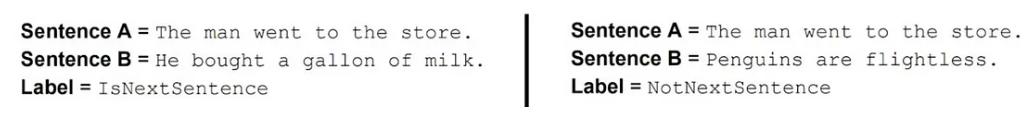 Sentence A = The man went to the store.
Sentence B = He bought a gallon of milk.
Label = IsNextSentence
Sentence A = The man went to the store.
Sentence B = Penguins are flightless.
Label = NotNextSentence